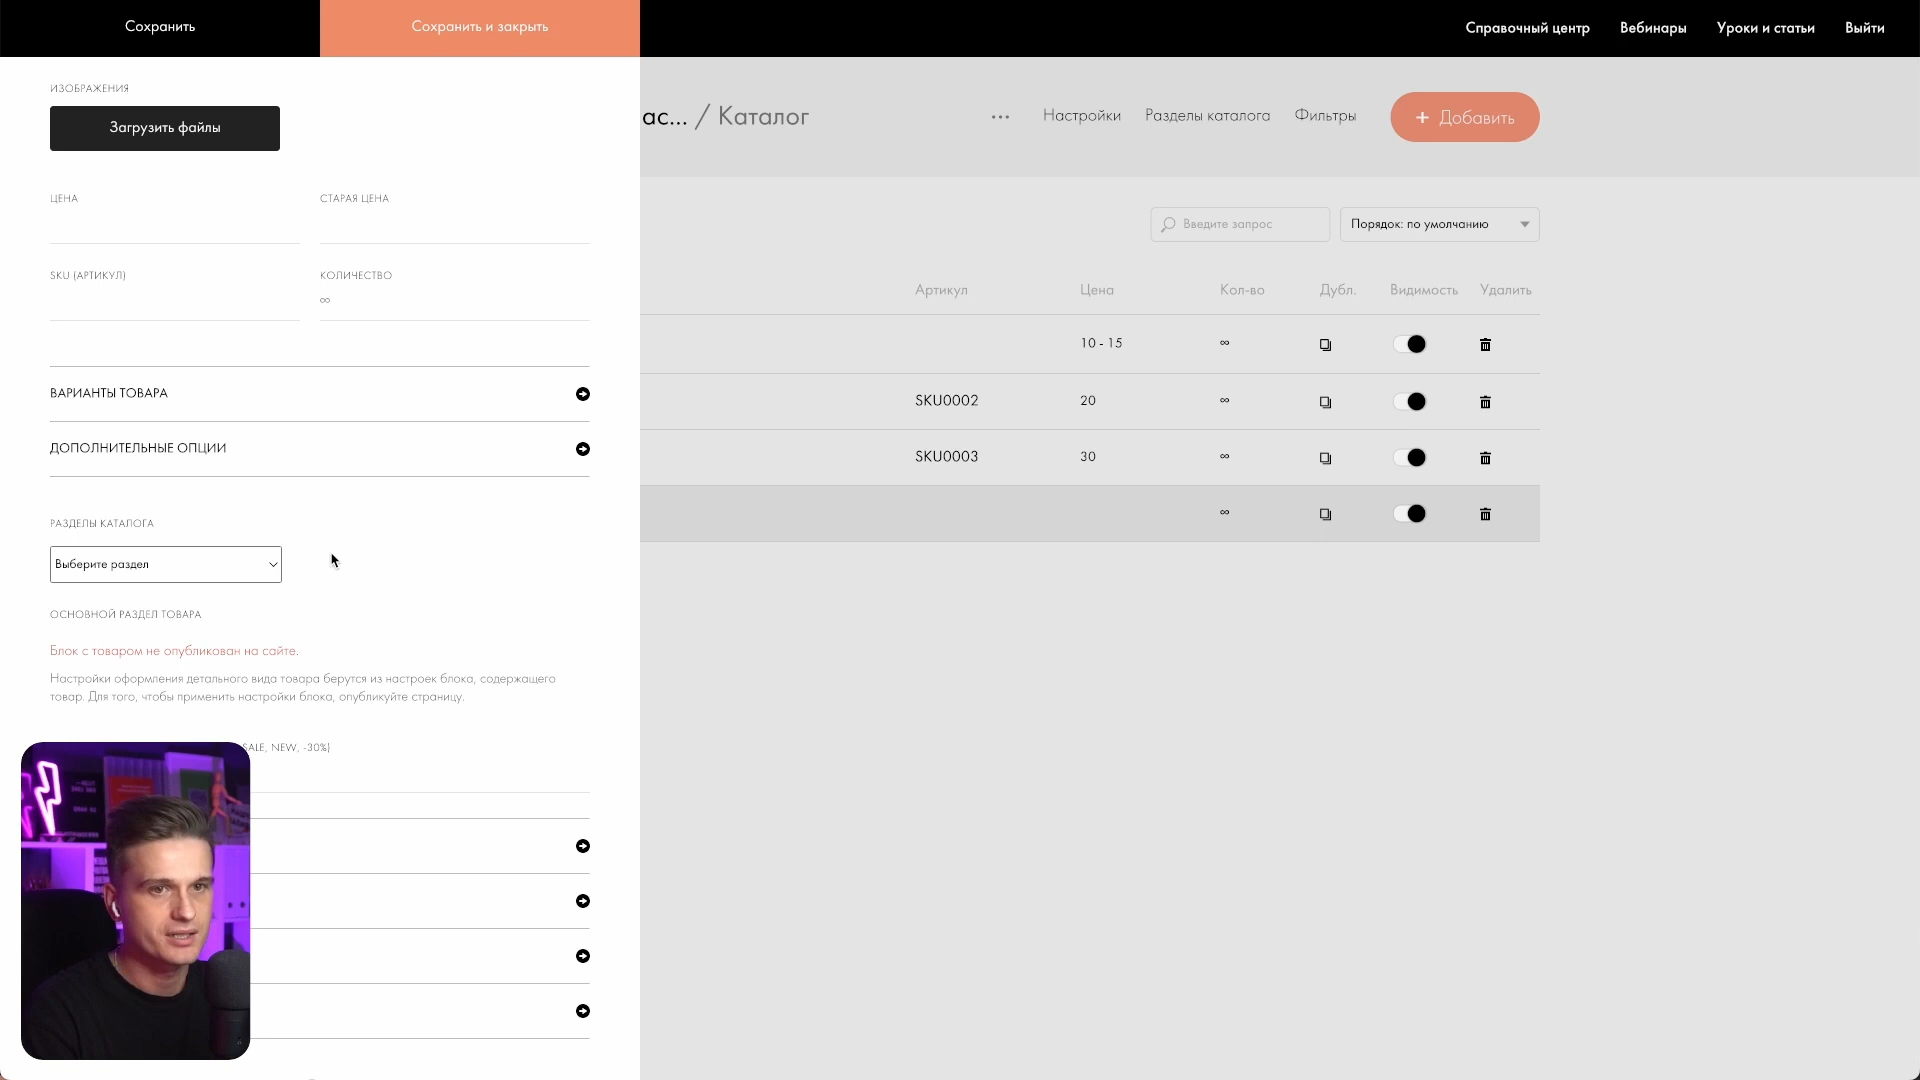 Сохранить
Сохранить и закрыть
Справочный центр
Вебинары
Уроки и статьи
Выйти
ас... / Каталог
Настройки
Разделы каталога
Фильтры
+ Добавить
ИЗОБРАЖЕНИЯ
Загрузить файлы
ЦЕНА
СТАРАЯ ЦЕНА
SKU (АРТИКУЛ)
КОЛИЧЕСТВО
∞
ВАРИАНТЫ ТОВАРА
ДОПОЛНИТЕЛЬНЫЕ ОПЦИИ
РАЗДЕЛЫ КАТАЛОГА
Выберите раздел
ОСНОВНОЙ РАЗДЕЛ ТОВАРА
Блок с товаром не опубликован на сайте.
Настройки оформления детального вида товара берутся из настроек блока, содержащего
товар. Для того, чтобы применить настройки блока, опубликуйте страницу.
SALE, NEW, -30%)
Введите запрос
Порядок: по умолчанию
Артикул Цена Кол-во Дубл. Видимость Удалить
10 - 15 ∞
SKU0002 20 ∞
SKU0003 30 ∞
∞